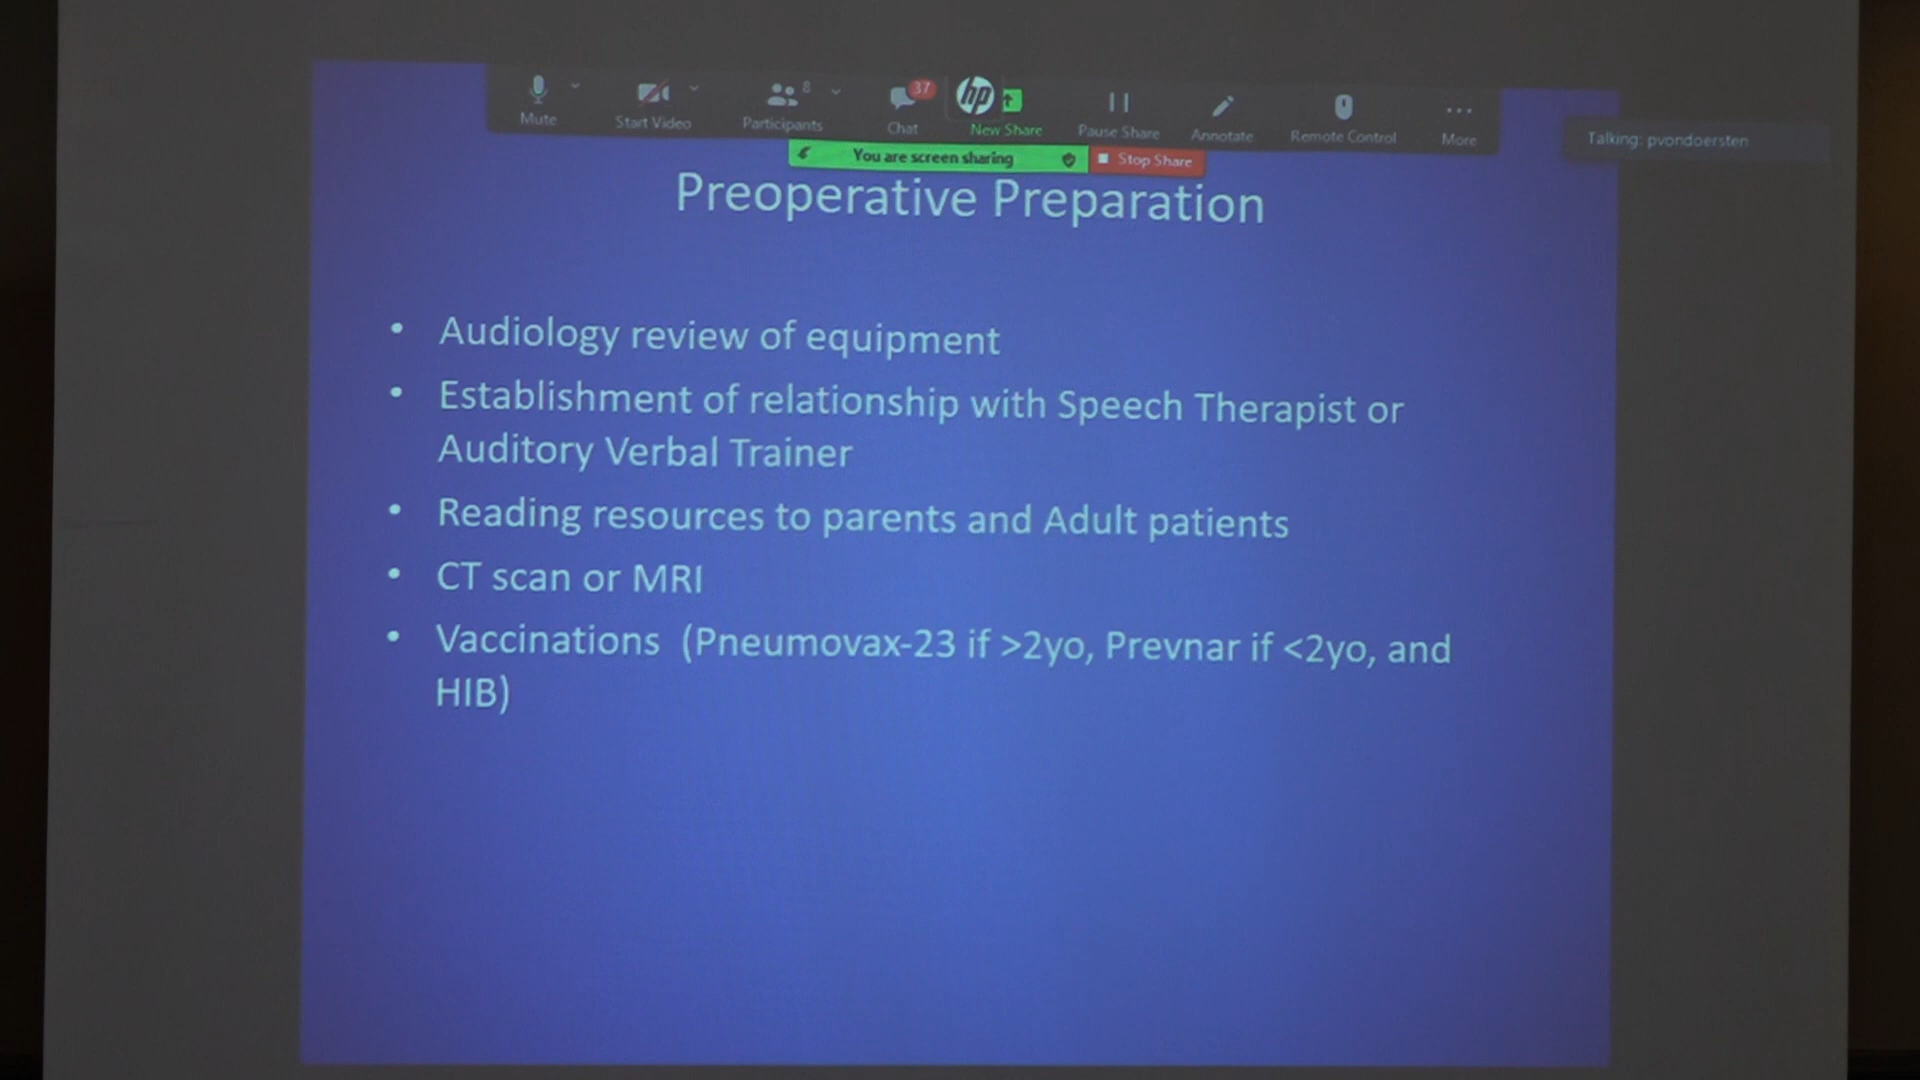 Mute
Start Video
8
Participants
37
Chat
hp
New Share
Pause Share
Annotate
Remote Control
More
Talking: pvondoersten
You are screen sharing
Stop Share
Preoperative Preparation
• Audiology review of equipment
• Establishment of relationship with Speech Therapist or
Auditory Verbal Trainer
• Reading resources to parents and Adult patients
• CT scan or MRI
• Vaccinations (Pneumovax-23 if >2yo, Prevnar if <2yo, and
HIB)